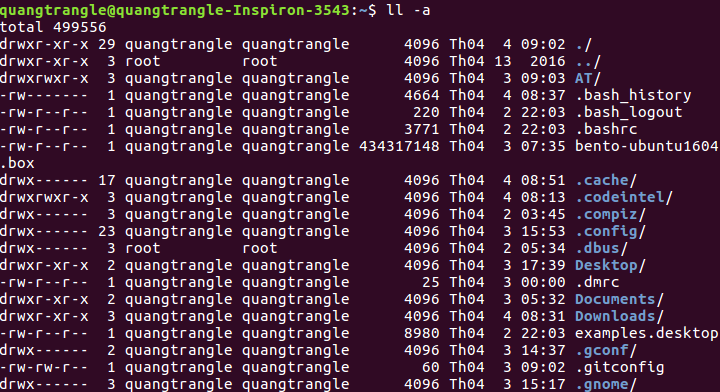 quangtrangle@quangtrangle-Inspiron-3543:~$ ll -a
total 499556
drwxr-xr-x 29 quangtrangle quangtrangle      4096 Th04  4 09:02 ./
drwxr-xr-x  3 root         root              4096 Th04 13  2016 ../
drwxrwxr-x  3 quangtrangle quangtrangle      4096 Th04  3 09:03 AT/
-rw-------  1 quangtrangle quangtrangle      4664 Th04  4 08:37 .bash_history
-rw-r--r--  1 quangtrangle quangtrangle       220 Th04  2 22:03 .bash_logout
-rw-r--r--  1 quangtrangle quangtrangle      3771 Th04  2 22:03 .bashrc
-rw-r--r--  1 quangtrangle quangtrangle 434317148 Th04  3 07:35 bento-ubuntu1604
.box
drwx------ 17 quangtrangle quangtrangle      4096 Th04  4 08:51 .cache/
drwxrwxr-x  3 quangtrangle quangtrangle      4096 Th04  4 08:13 .codeintel/
drwx------  3 quangtrangle quangtrangle      4096 Th04  2 03:45 .compiz/
drwx------ 23 quangtrangle quangtrangle      4096 Th04  3 15:53 .config/
drwx------  3 root         root              4096 Th04  2 05:34 .dbus/
drwxr-xr-x  2 quangtrangle quangtrangle      4096 Th04  3 17:39 Desktop/
-rw-r--r--  1 quangtrangle quangtrangle        25 Th04  3 00:00 .dmrc
drwxr-xr-x  2 quangtrangle quangtrangle      4096 Th04  3 05:32 Documents/
drwxr-xr-x  3 quangtrangle quangtrangle      4096 Th04  4 08:31 Downloads/
-rw-r--r--  1 quangtrangle quangtrangle      8980 Th04  2 22:03 examples.desktop
drwx------  2 quangtrangle quangtrangle      4096 Th04  3 14:37 .gconf/
-rw-rw-r--  1 quangtrangle quangtrangle        60 Th04  3 09:02 .gitconfig
drwx------  3 quangtrangle quangtrangle      4096 Th04  3 15:17 .gnome/